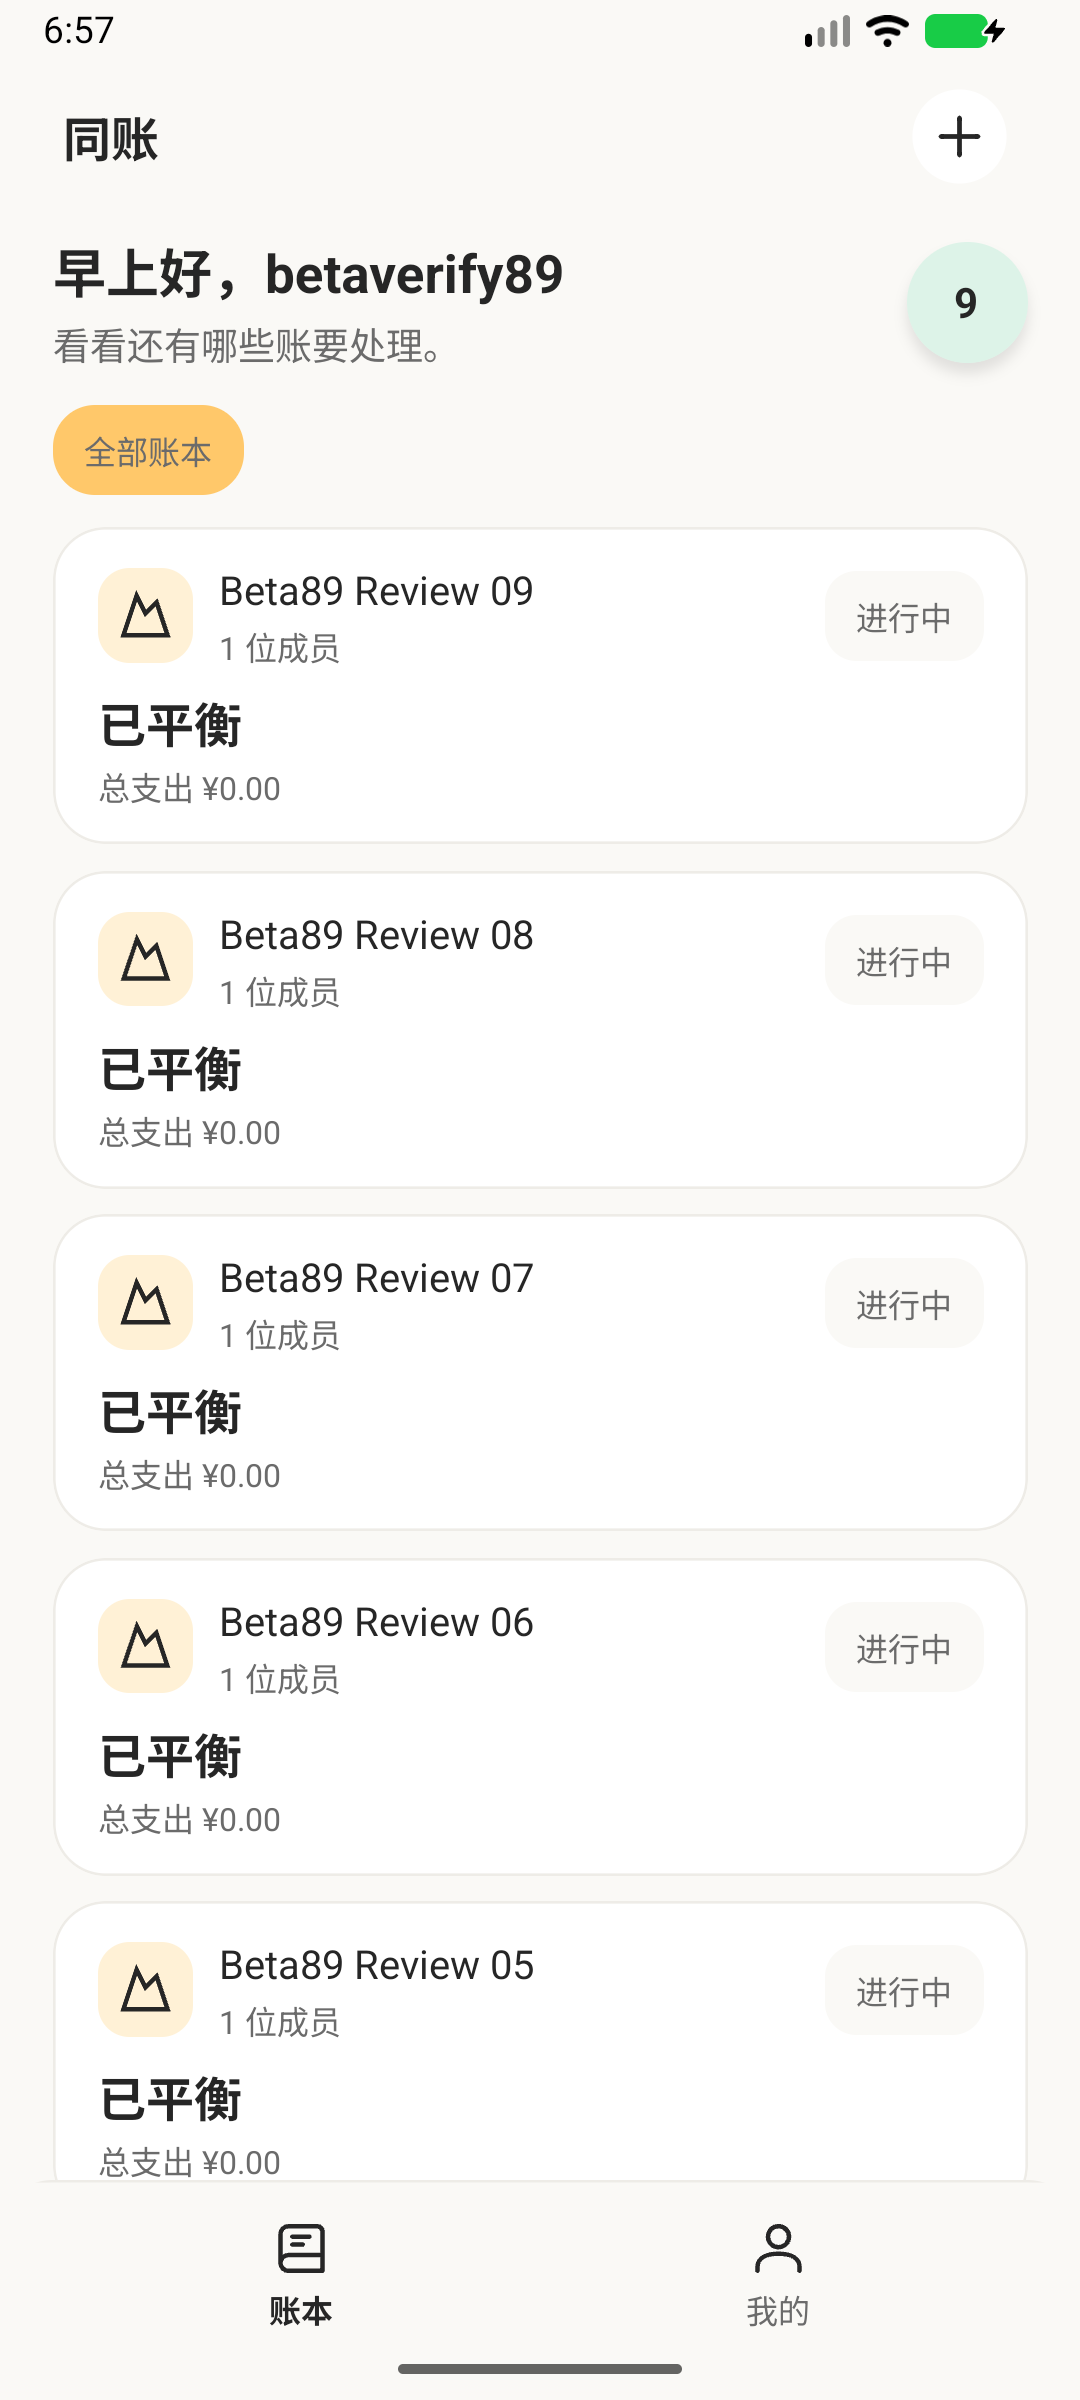 6:57
同账
早上好，betaverify89
9
看看还有哪些账要处理。
全部账本
Beta89 Review 09
1 位成员
进行中
已平衡
总支出 ¥0.00
Beta89 Review 08
1 位成员
进行中
已平衡
总支出 ¥0.00
Beta89 Review 07
1 位成员
进行中
已平衡
总支出 ¥0.00
Beta89 Review 06
1 位成员
进行中
已平衡
总支出 ¥0.00
Beta89 Review 05
1 位成员
进行中
已平衡
总支出 ¥0.00
账本
我的